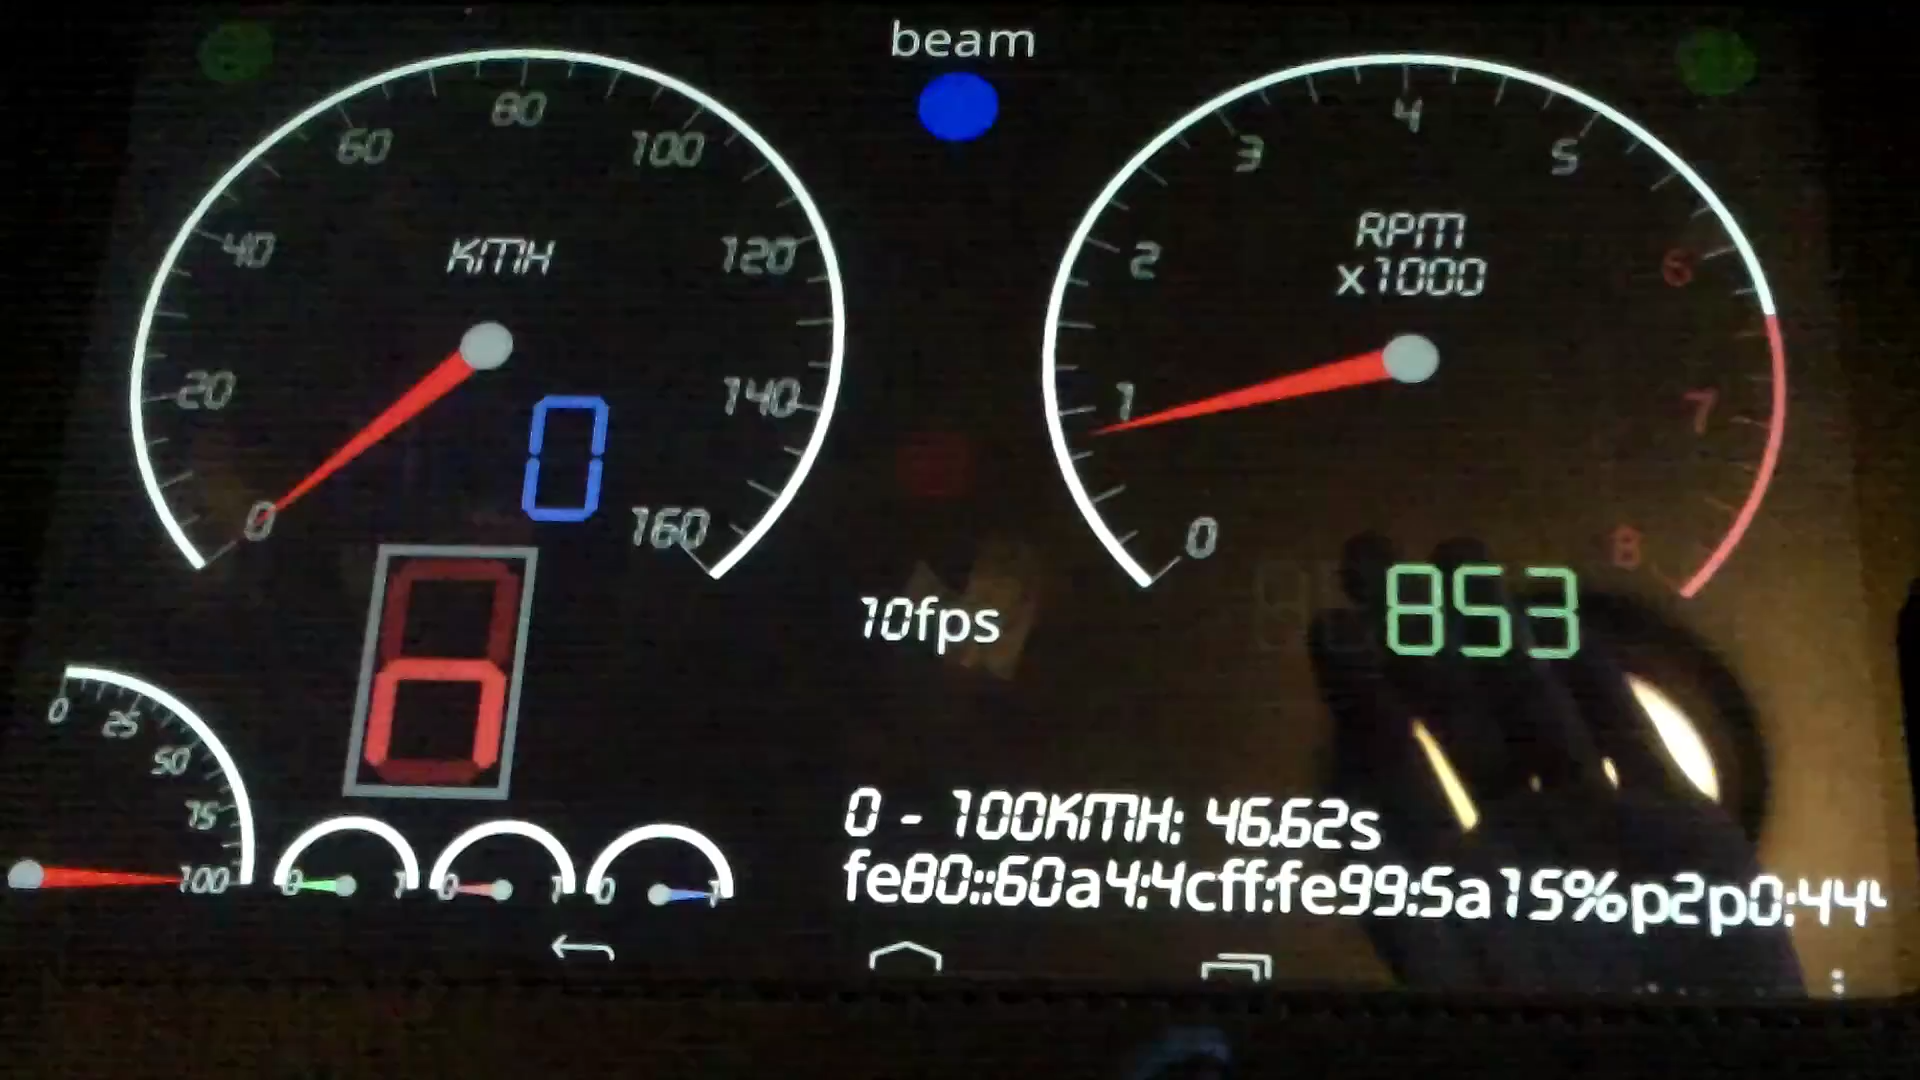 beam
0 20 40 60 80 100 120 140 160
KMH
0
0 1 2 3 4 5 6 7 8
RPM
x1000
853
n
10fps
0 25 50 75 100
0 1
0 1
0 1
0 - 100KMH: 46.62s
fe80::60a4:4cff:fe99:5a15%p2p0:44